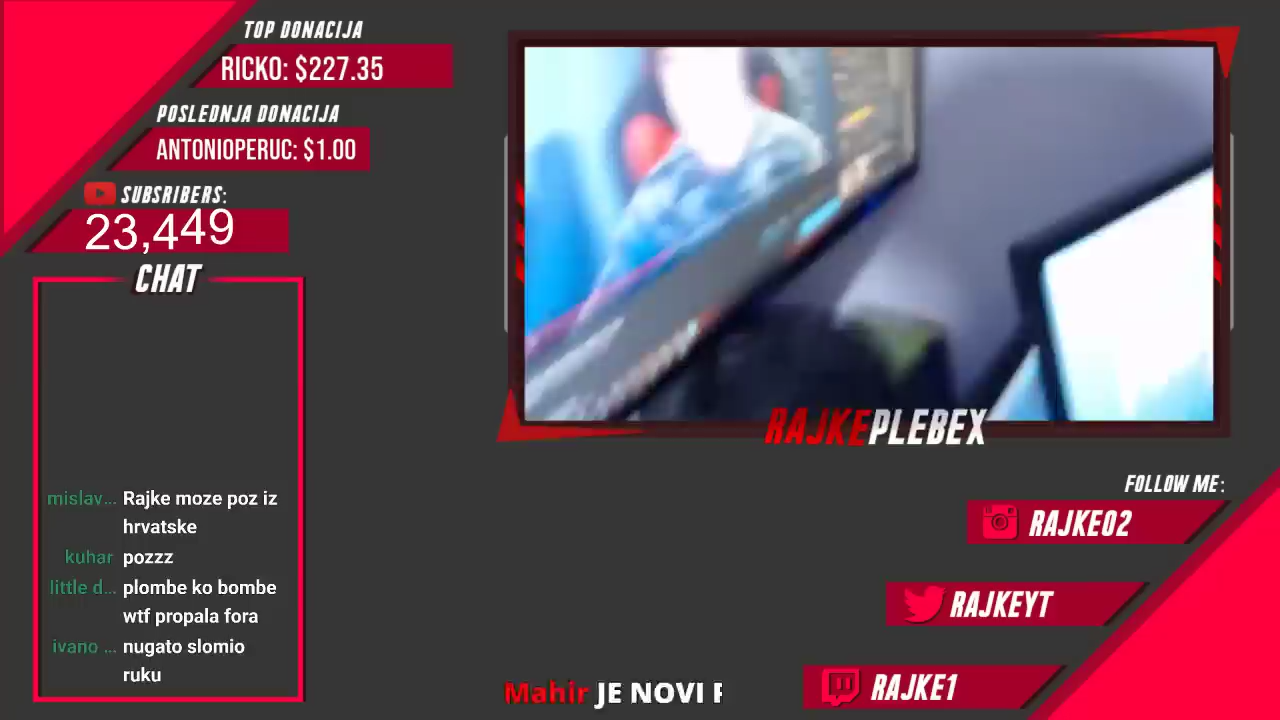 TOP DONACIJA
RICKO: $227.35
POSLEDNJA DONACIJA
ANTONIOPERUC: $1.00
SUBSRIBERS:
23,449
CHAT
mislav... Rajke moze poz iz
hrvatske
kuhar pozzz
little d... plombe ko bombe
wtf propala fora
ivano ... nugato slomio
ruku
RAJKEPLEBEX
FOLLOW ME:
RAJKE02
RAJKEYT
RAJKE1
Mahir JE NOVI